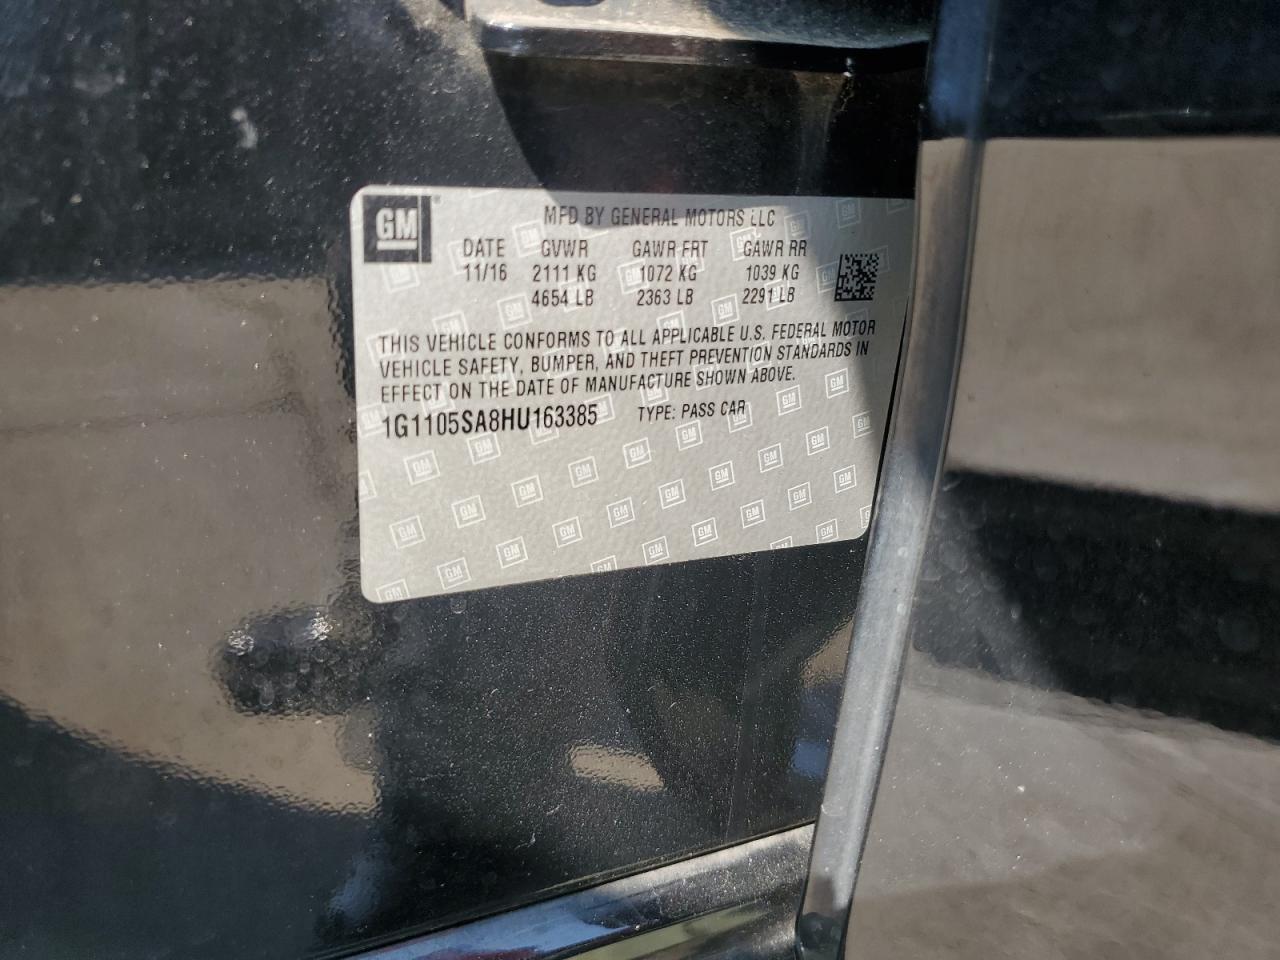 GM
MFD BY GENERAL MOTORS LLC
DATE GVWR GAWR FRT GAWR RR
11/16 2111 KG 1072 KG 1039 KG
4654 LB 2363 LB 2291 LB
THIS VEHICLE CONFORMS TO ALL APPLICABLE U.S. FEDERAL MOTOR
VEHICLE SAFETY, BUMPER, AND THEFT PREVENTION STANDARDS IN
EFFECT ON THE DATE OF MANUFACTURE SHOWN ABOVE.
1G1105SA8HU163385 TYPE: PASS CAR